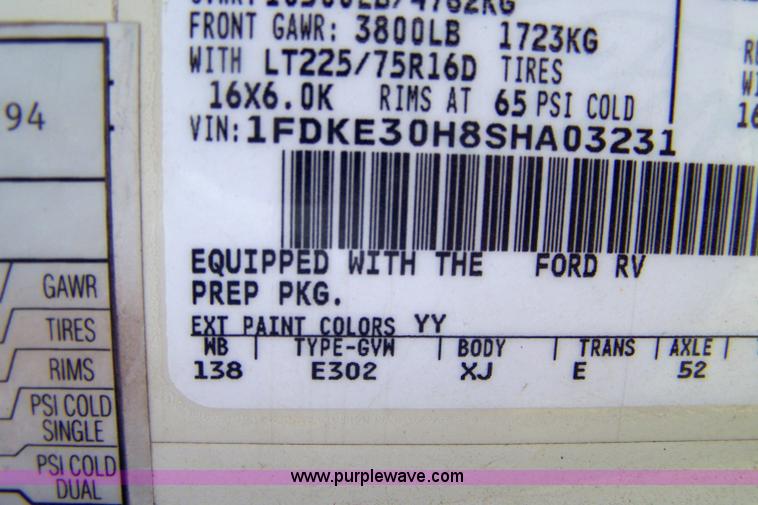 FRONT GAWR: 3800LB 1723KG
WITH LT225/75R16D TIRES
16X6.0K RIMS AT 65 PSI COLD
VIN: 1FDKE30H8SHA03231
EQUIPPED WITH THE FORD RV
PREP PKG.
EXT PAINT COLORS YY
WB | TYPE-GVW | BODY | TRANS | AXLE |
138 E302 XJ E 52
94
GAWR
TIRES
RIMS
PSI COLD
SINGLE
PSI COLD
DUAL
www.purplewave.com